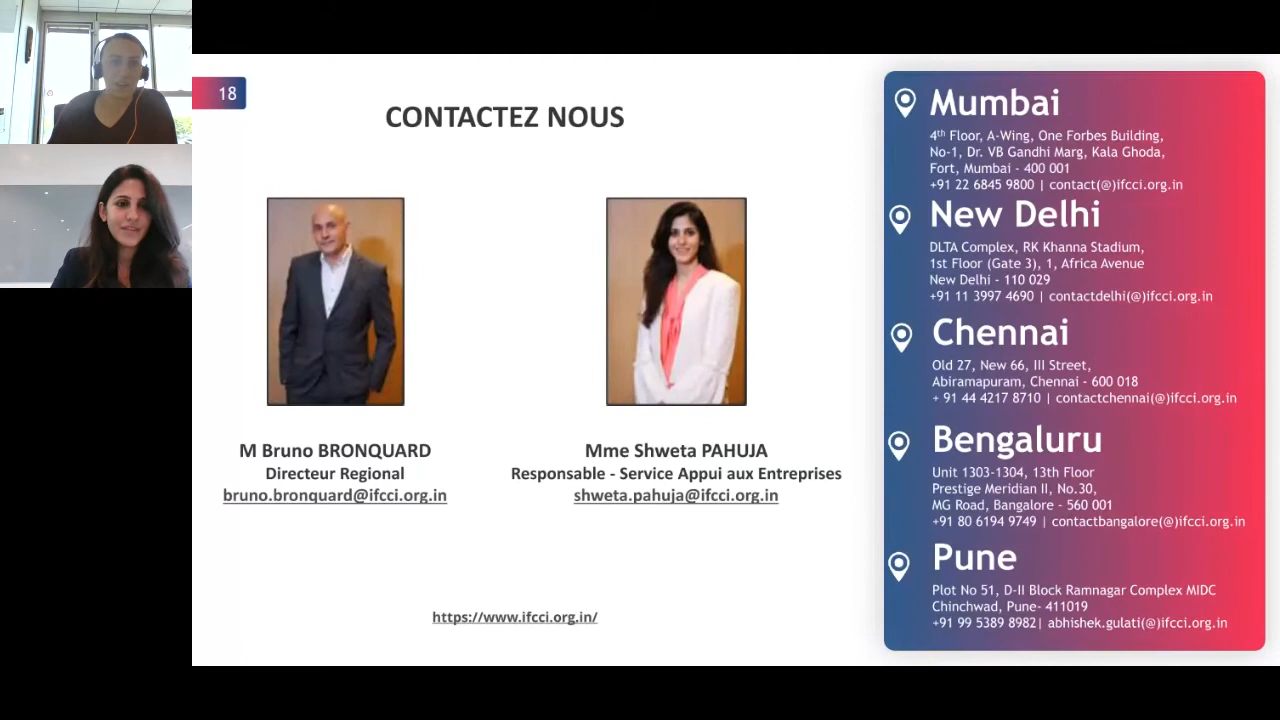 18
CONTACTEZ NOUS
M Bruno BRONQUARD
Directeur Regional
bruno.bronquard@ifcci.org.in
Mme Shweta PAHUJA
Responsable - Service Appui aux Entreprises
shweta.pahuja@ifcci.org.in
https://www.ifcci.org.in/
Mumbai
4th Floor, A-Wing, One Forbes Building,
No-1, Dr. VB Gandhi Marg, Kala Ghoda,
Fort, Mumbai - 400 001
+91 22 6845 9800 | contact(@)ifcci.org.in
New Delhi
DLTA Complex, RK Khanna Stadium,
1st Floor (Gate 3), 1, Africa Avenue
New Delhi - 110 029
+91 11 3997 4690 | contactdelhi(@)ifcci.org.in
Chennai
Old 27, New 66, III Street,
Abiramapuram, Chennai - 600 018
+ 91 44 4217 8710 | contactchennai(@)ifcci.org.in
Bengaluru
Unit 1303-1304, 13th Floor
Prestige Meridian II, No.30,
MG Road, Bangalore - 560 001
+91 80 6194 9749 | contactbangalore(@)ifcci.org.in
Pune
Plot No 51, D-II Block Ramnagar Complex MIDC
Chinchwad, Pune- 411019
+91 99 5389 8982| abhishek.gulati(@)ifcci.org.in